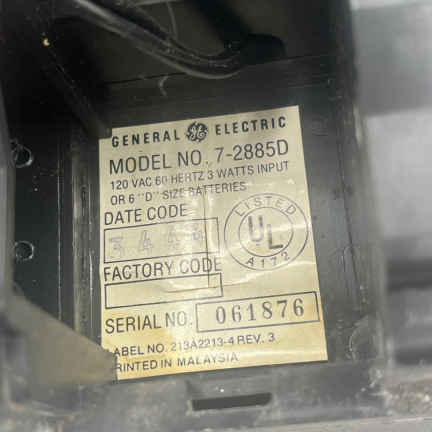 GENERAL GE ELECTRIC
MODEL NO. 7-2885D
120 VAC 60 HERTZ 3 WATTS INPUT
OR 6 "D" SIZE BATTERIES
DATE CODE
LISTED
UL
A172
FACTORY CODE
SERIAL NO. 061876
ABEL NO. 213A2213-4 REV. 3
RINTED IN MALAYSIA